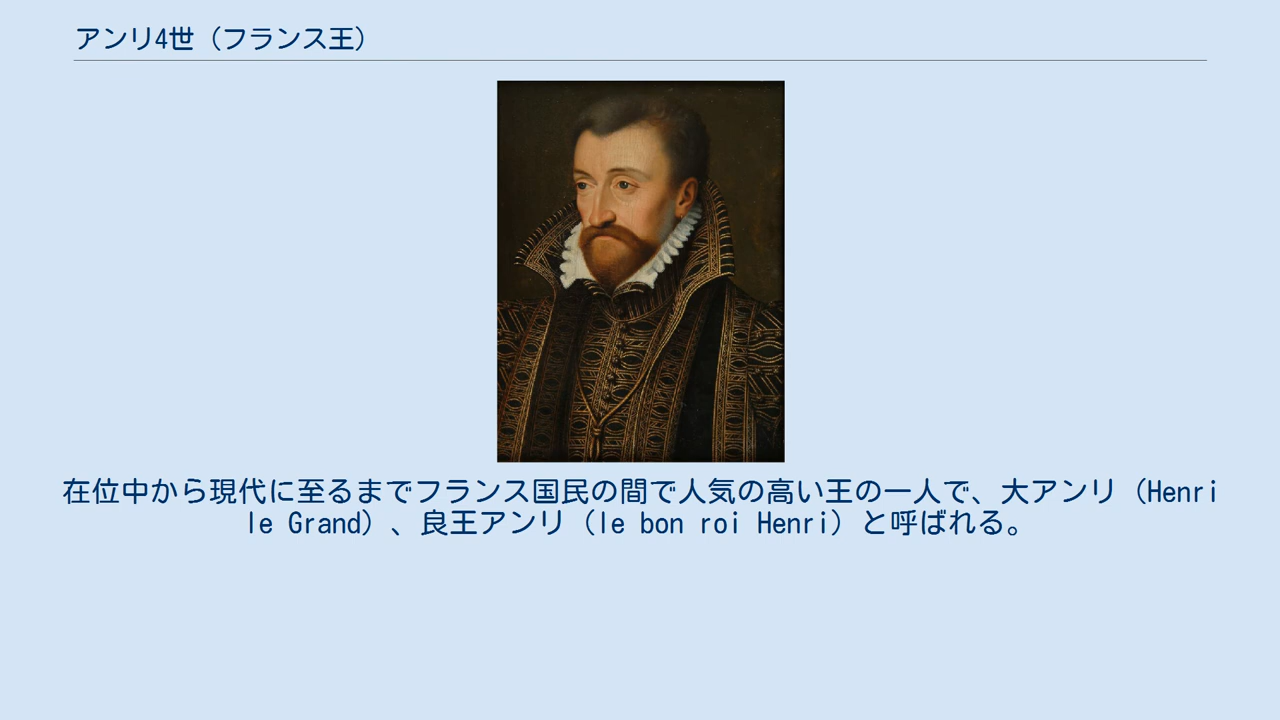 アンリ4世（フランス王）
在位中から現代に至るまでフランス国民の間で人気の高い王の一人で、大アンリ（Henri
le Grand）、良王アンリ（le bon roi Henri）と呼ばれる。